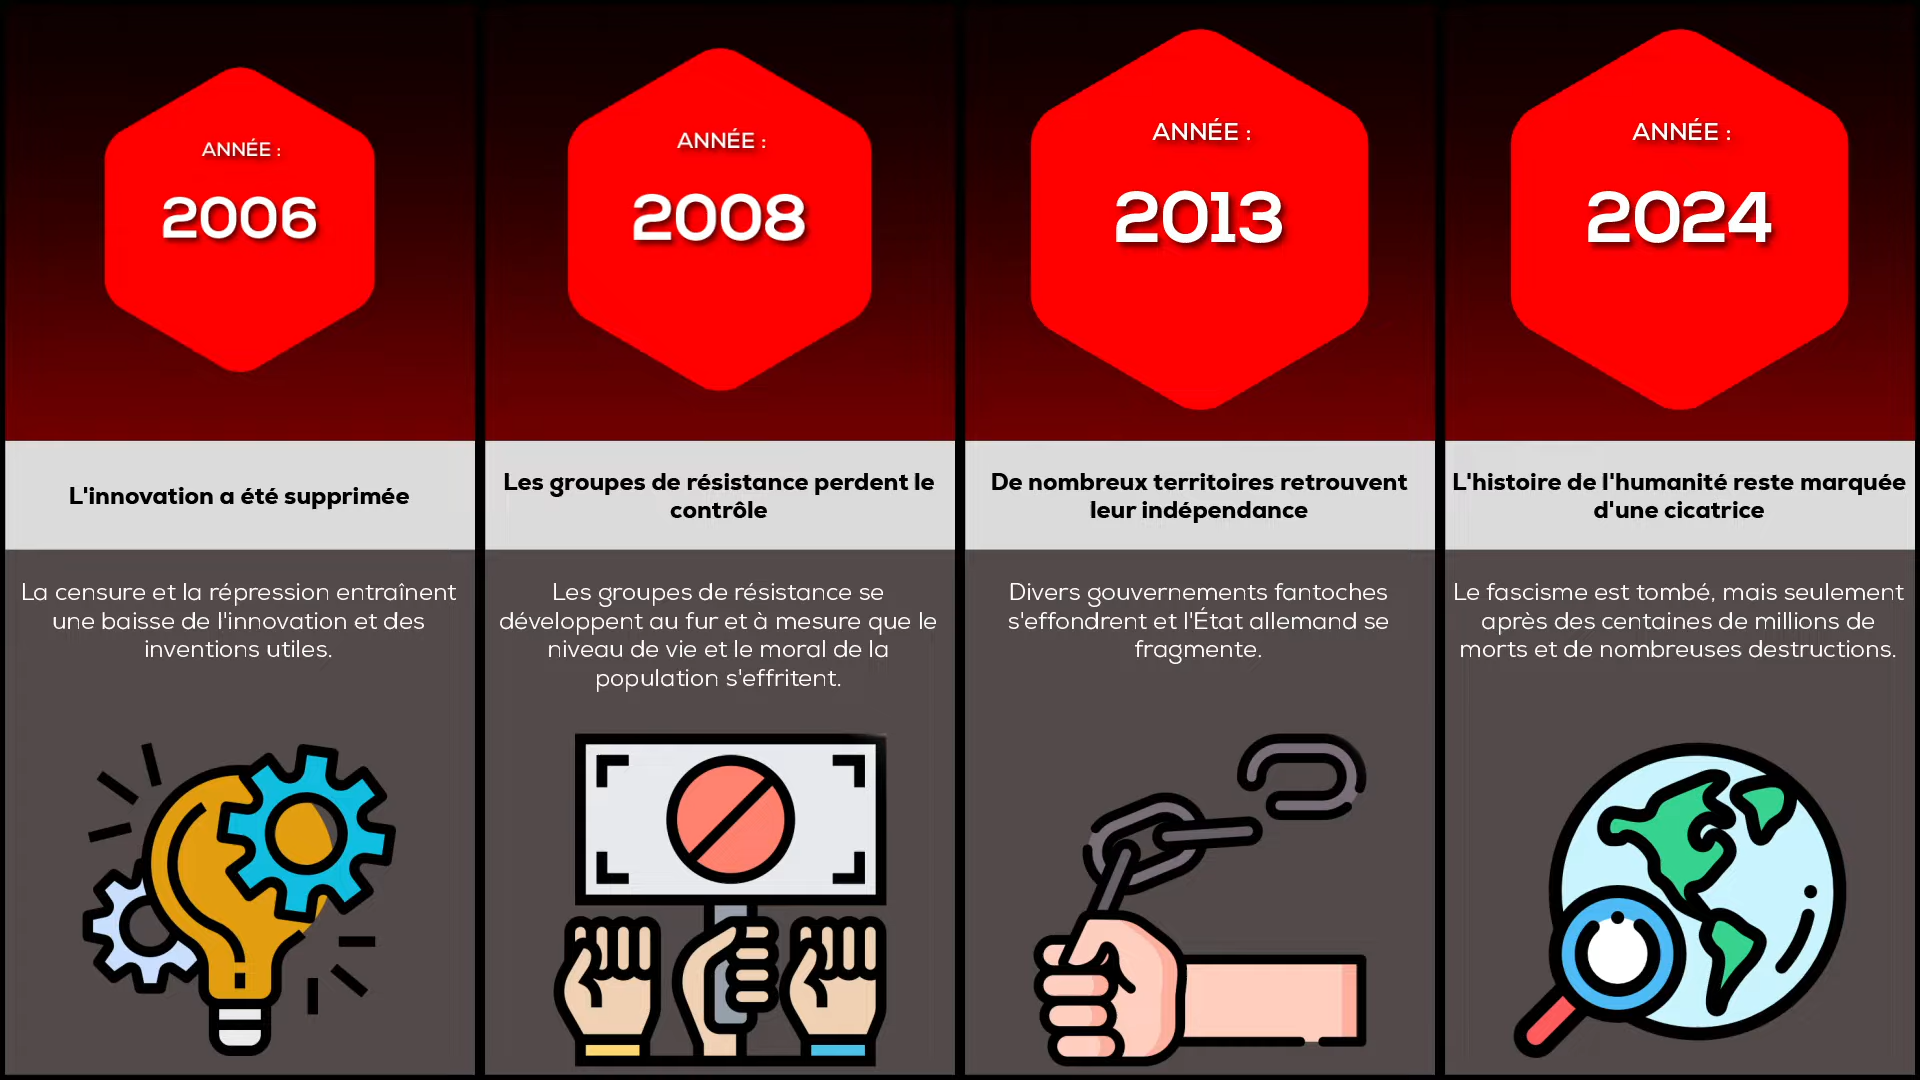 ANNÉE :
2006
L'innovation a été supprimée
La censure et la répression entraînent
une baisse de l'innovation et des
inventions utiles.
ANNÉE :
2008
Les groupes de résistance perdent le
contrôle
Les groupes de résistance se
développent au fur et à mesure que le
niveau de vie et le moral de la
population s'effritent.
ANNÉE :
2013
De nombreux territoires retrouvent
leur indépendance
Divers gouvernements fantoches
s'effondrent et l'État allemand se
fragmente.
ANNÉE :
2024
L'histoire de l'humanité reste marquée
d'une cicatrice
Le fascisme est tombé, mais seulement
après des centaines de millions de
morts et de nombreuses destructions.